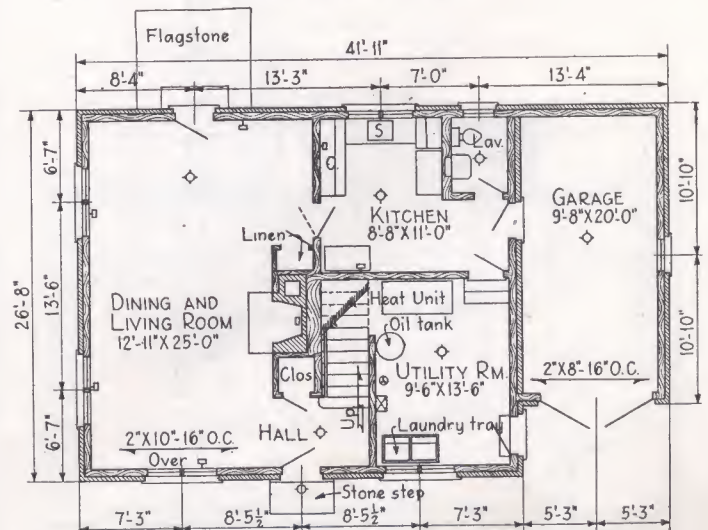 Flagstone
41'-11"
8'-4"
13'-3"
7'-0"
13'-4"
6'-7"
13'-6"
6'-7"
26'-8"
10'-10"
10'-10"
S
Lav.
C.
KITCHEN
8'-8"X11'-0"
GARAGE
9'-8"X20'-0"
Linen
Heat Unit
Oil tank
DINING AND
LIVING ROOM
12'-11"X25'-0"
Clos
UTILITY RM.
9'-6"X13'-6"
2"X8"-16"O.C.
HALL
Up
Laundry tray
2"X10"-16"O.C.
Over
Stone step
7'-3"
8'-5½"
8'-5½"
7'-3"
5'-3"
5'-3"